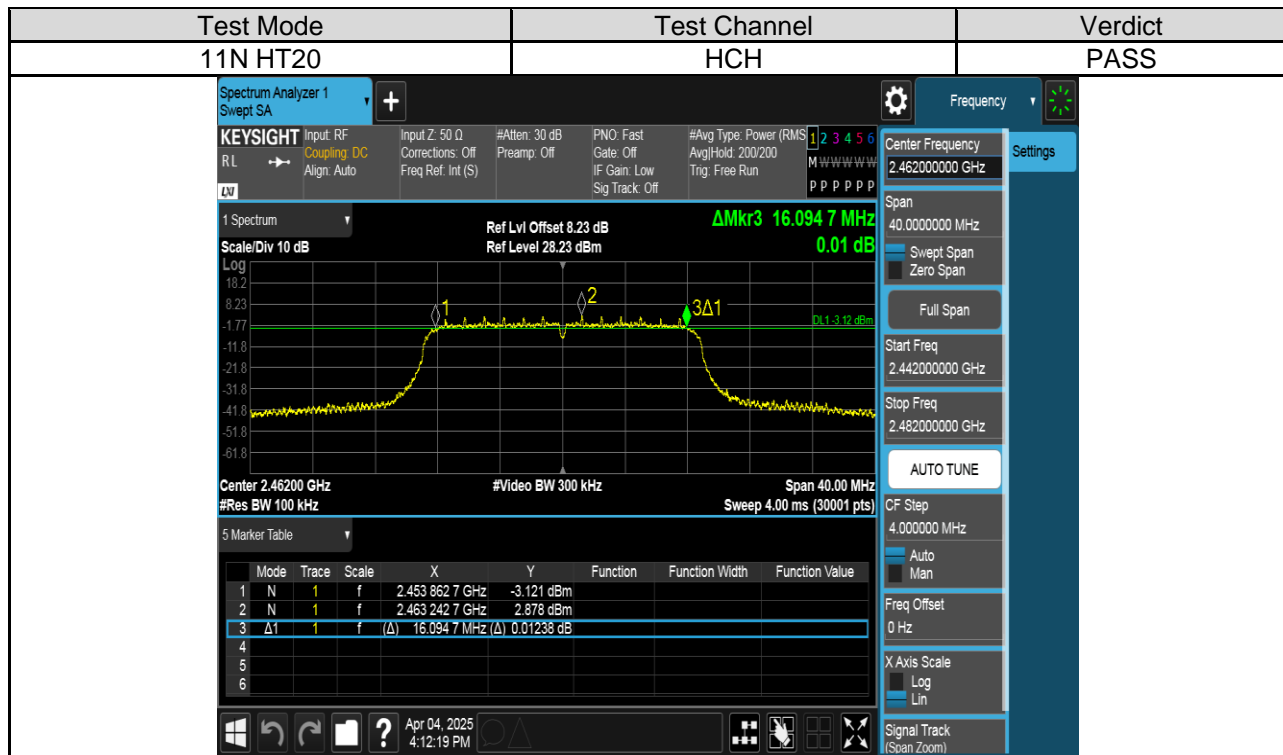 Test Mode Test Channel Verdict
11N HT20 HCH PASS
Spectrum Analyzer 1
Swept SA
+
Frequency
KEYSIGHT
RL
LXI
Input: RF
Coupling: DC
Align: Auto
Input Z: 50 Ω
Corrections: Off
Freq Ref: Int (S)
#Atten: 30 dB
Preamp: Off
PNO: Fast
Gate: Off
IF Gain: Low
Sig Track: Off
#Avg Type: Power (RMS
Avg|Hold: 200/200
Trig: Free Run
1 2 3 4 5 6
M W W W W W
P P P P P P
1 Spectrum
Scale/Div 10 dB
Ref Lvl Offset 8.23 dB
Ref Level 28.23 dBm
ΔMkr3 16.094 7 MHz
0.01 dB
Log
18.2
8.23
-1.77
-11.8
-21.8
-31.8
-41.8
-51.8
-61.8
1
2
3Δ1
DL1 -3.12 dBm
Center 2.46200 GHz #Video BW 300 kHz Span 40.00 MHz
#Res BW 100 kHz Sweep 4.00 ms (30001 pts)
5 Marker Table
Mode Trace Scale X Y Function Function Width Function Value
1 N 1 f 2.453 862 7 GHz -3.121 dBm
2 N 1 f 2.463 242 7 GHz 2.878 dBm
3 Δ1 1 f (Δ) 16.094 7 MHz (Δ) 0.01238 dB
4
5
6
?
Apr 04, 2025
4:12:19 PM
Center Frequency
2.462000000 GHz
Settings
Span
40.0000000 MHz
Swept Span
Zero Span
Full Span
Start Freq
2.442000000 GHz
Stop Freq
2.482000000 GHz
AUTO TUNE
CF Step
4.000000 MHz
Auto
Man
Freq Offset
0 Hz
X Axis Scale
Log
Lin
Signal Track
(Span Zoom)